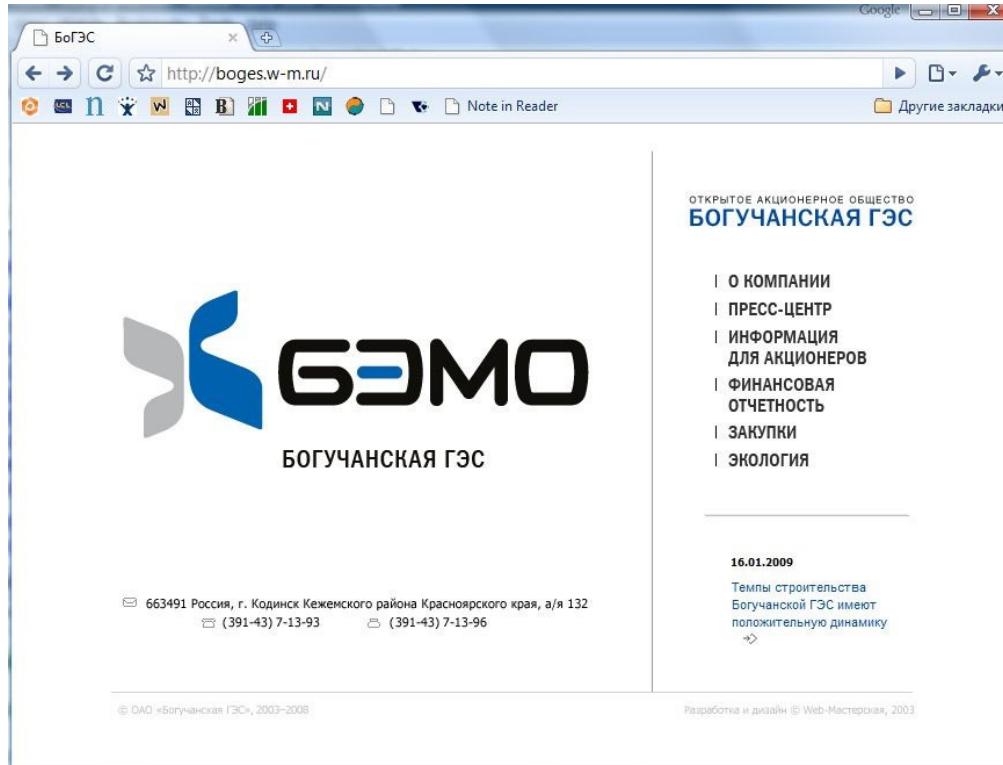 Google
БоГЭС
http://boges.w-m.ru/
Note in Reader
Другие закладки
ОТКРЫТОЕ АКЦИОНЕРНОЕ ОБЩЕСТВО
БОГУЧАНСКАЯ ГЭС
О КОМПАНИИ
ПРЕСС-ЦЕНТР
ИНФОРМАЦИЯ
ДЛЯ АКЦИОНЕРОВ
ФИНАНСОВАЯ
ОТЧЕТНОСТЬ
ЗАКУПКИ
ЭКОЛОГИЯ
БЭМО
БОГУЧАНСКАЯ ГЭС
16.01.2009
Темпы строительства
Богучанской ГЭС имеют
положительную динамику
663491 Россия, г. Кодинск Кежемского района Красноярского края, а/я 132
(391-43) 7-13-93 (391-43) 7-13-96
© ОАО «Богучанская ГЭС», 2003–2008
Разработка и дизайн © Web-Мастерская, 2003